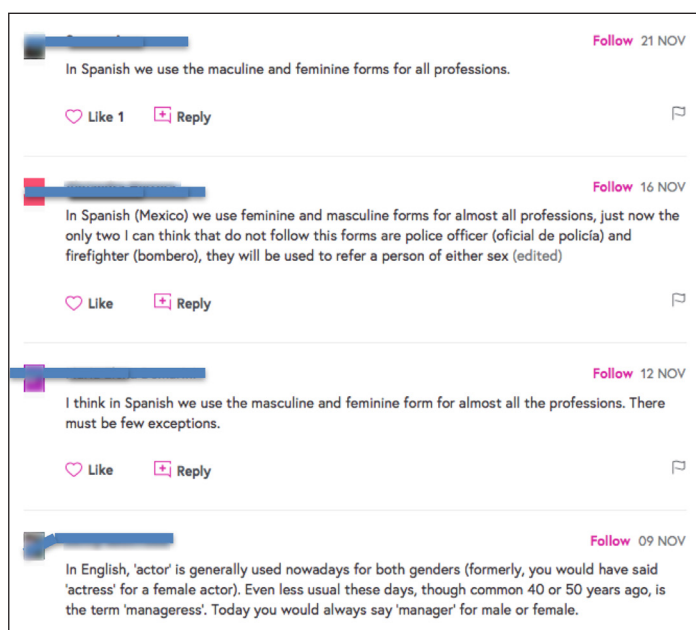 Follow 21 NOV
In Spanish we use the maculine and feminine forms for all professions.
Like 1 Reply
Follow 16 NOV
In Spanish (Mexico) we use feminine and masculine forms for almost all professions, just now the
only two I can think that do not follow this forms are police officer (oficial de policía) and
firefighter (bombero), they will be used to refer a person of either sex (edited)
Like Reply
Follow 12 NOV
I think in Spanish we use the masculine and feminine form for almost all the professions. There
must be few exceptions.
Like Reply
Follow 09 NOV
In English, 'actor' is generally used nowadays for both genders (formerly, you would have said
'actress' for a female actor). Even less usual these days, though common 40 or 50 years ago, is
the term 'manageress'. Today you would always say 'manager' for male or female.